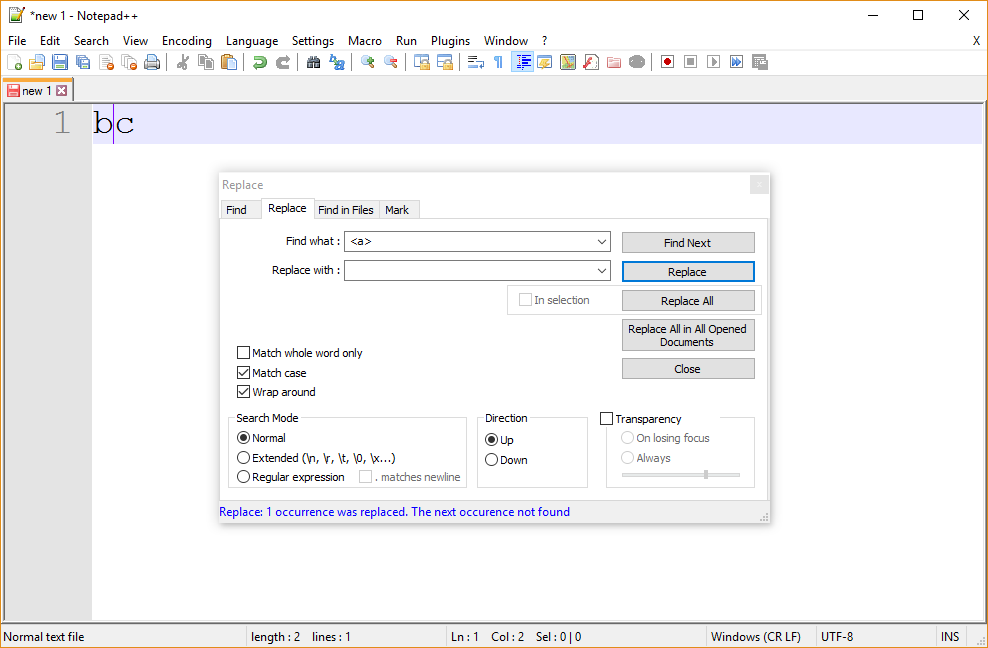 *new 1 - Notepad++
File Edit Search View Encoding Language Settings Macro Run Plugins Window ? X
new 1
1 bc
Replace
Find Replace Find in Files Mark
Find what : <a> Find Next
Replace with : Replace
In selection Replace All
Replace All in All Opened
Documents
Match whole word only
Match case Close
Wrap around
Search Mode Direction Transparency
Normal Up On losing focus
Extended (\n, \r, \t, \0, \x...) Down Always
Regular expression . matches newline
Replace: 1 occurrence was replaced. The next occurence not found
Normal text file length : 2 lines : 1 Ln : 1 Col : 2 Sel : 0 | 0 Windows (CR LF) UTF-8 INS